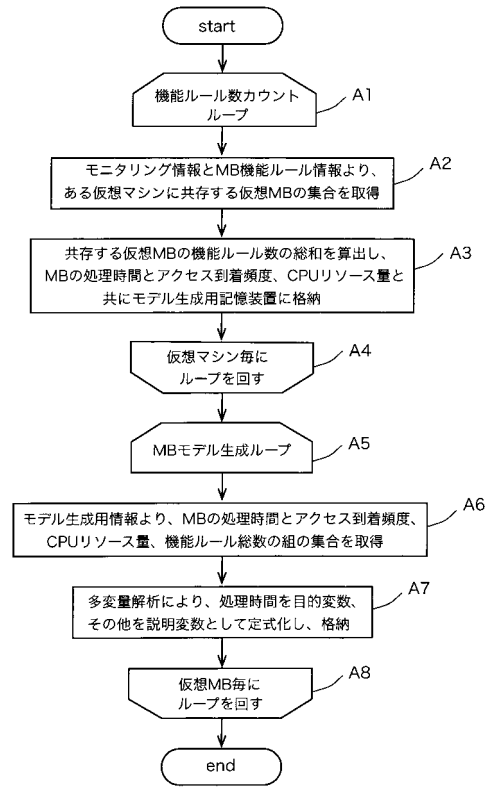 start
機能ルール数カウント
ループ
A1
モニタリング情報とMB機能ルール情報より、
ある仮想マシンに共存する仮想MBの集合を取得
A2
共存する仮想MBの機能ルール数の総和を算出し、
MBの処理時間とアクセス到着頻度、CPUリソース量と
共にモデル生成用記憶装置に格納
A3
仮想マシン毎に
ループを回す
A4
MBモデル生成ループ
A5
モデル生成用情報より、MBの処理時間とアクセス到着頻度、
CPUリソース量、機能ルール総数の組の集合を取得
A6
多変量解析により、処理時間を目的変数、
その他を説明変数として定式化し、格納
A7
仮想MB毎に
ループを回す
A8
end